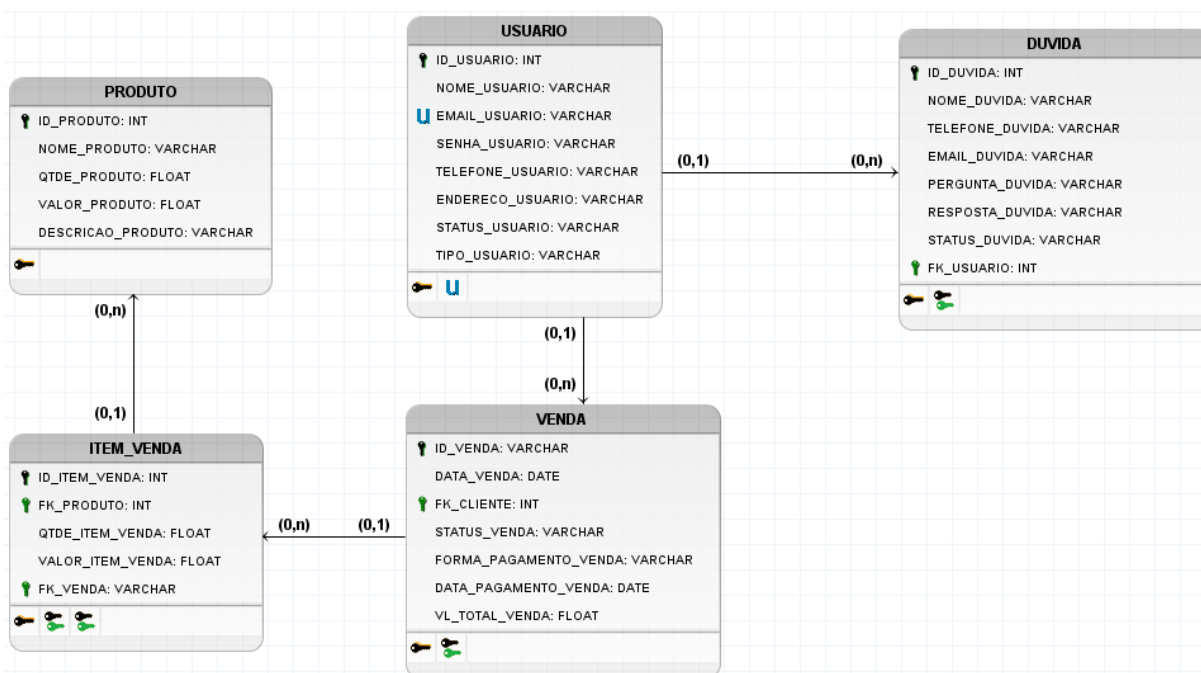 USUARIO
ID_USUARIO: INT
NOME_USUARIO: VARCHAR
U EMAIL_USUARIO: VARCHAR
SENHA_USUARIO: VARCHAR
TELEFONE_USUARIO: VARCHAR
ENDERECO_USUARIO: VARCHAR
STATUS_USUARIO: VARCHAR
TIPO_USUARIO: VARCHAR
U
DUVIDA
ID_DUVIDA: INT
NOME_DUVIDA: VARCHAR
TELEFONE_DUVIDA: VARCHAR
EMAIL_DUVIDA: VARCHAR
PERGUNTA_DUVIDA: VARCHAR
RESPOSTA_DUVIDA: VARCHAR
STATUS_DUVIDA: VARCHAR
FK_USUARIO: INT
PRODUTO
ID_PRODUTO: INT
NOME_PRODUTO: VARCHAR
QTDE_PRODUTO: FLOAT
VALOR_PRODUTO: FLOAT
DESCRICAO_PRODUTO: VARCHAR
(0,1) (0,n)
(0,n)
(0,1)
(0,1)
(0,n)
ITEM_VENDA
ID_ITEM_VENDA: INT
FK_PRODUTO: INT
QTDE_ITEM_VENDA: FLOAT
VALOR_ITEM_VENDA: FLOAT
FK_VENDA: VARCHAR
(0,n) (0,1)
VENDA
ID_VENDA: VARCHAR
DATA_VENDA: DATE
FK_CLIENTE: INT
STATUS_VENDA: VARCHAR
FORMA_PAGAMENTO_VENDA: VARCHAR
DATA_PAGAMENTO_VENDA: DATE
VL_TOTAL_VENDA: FLOAT